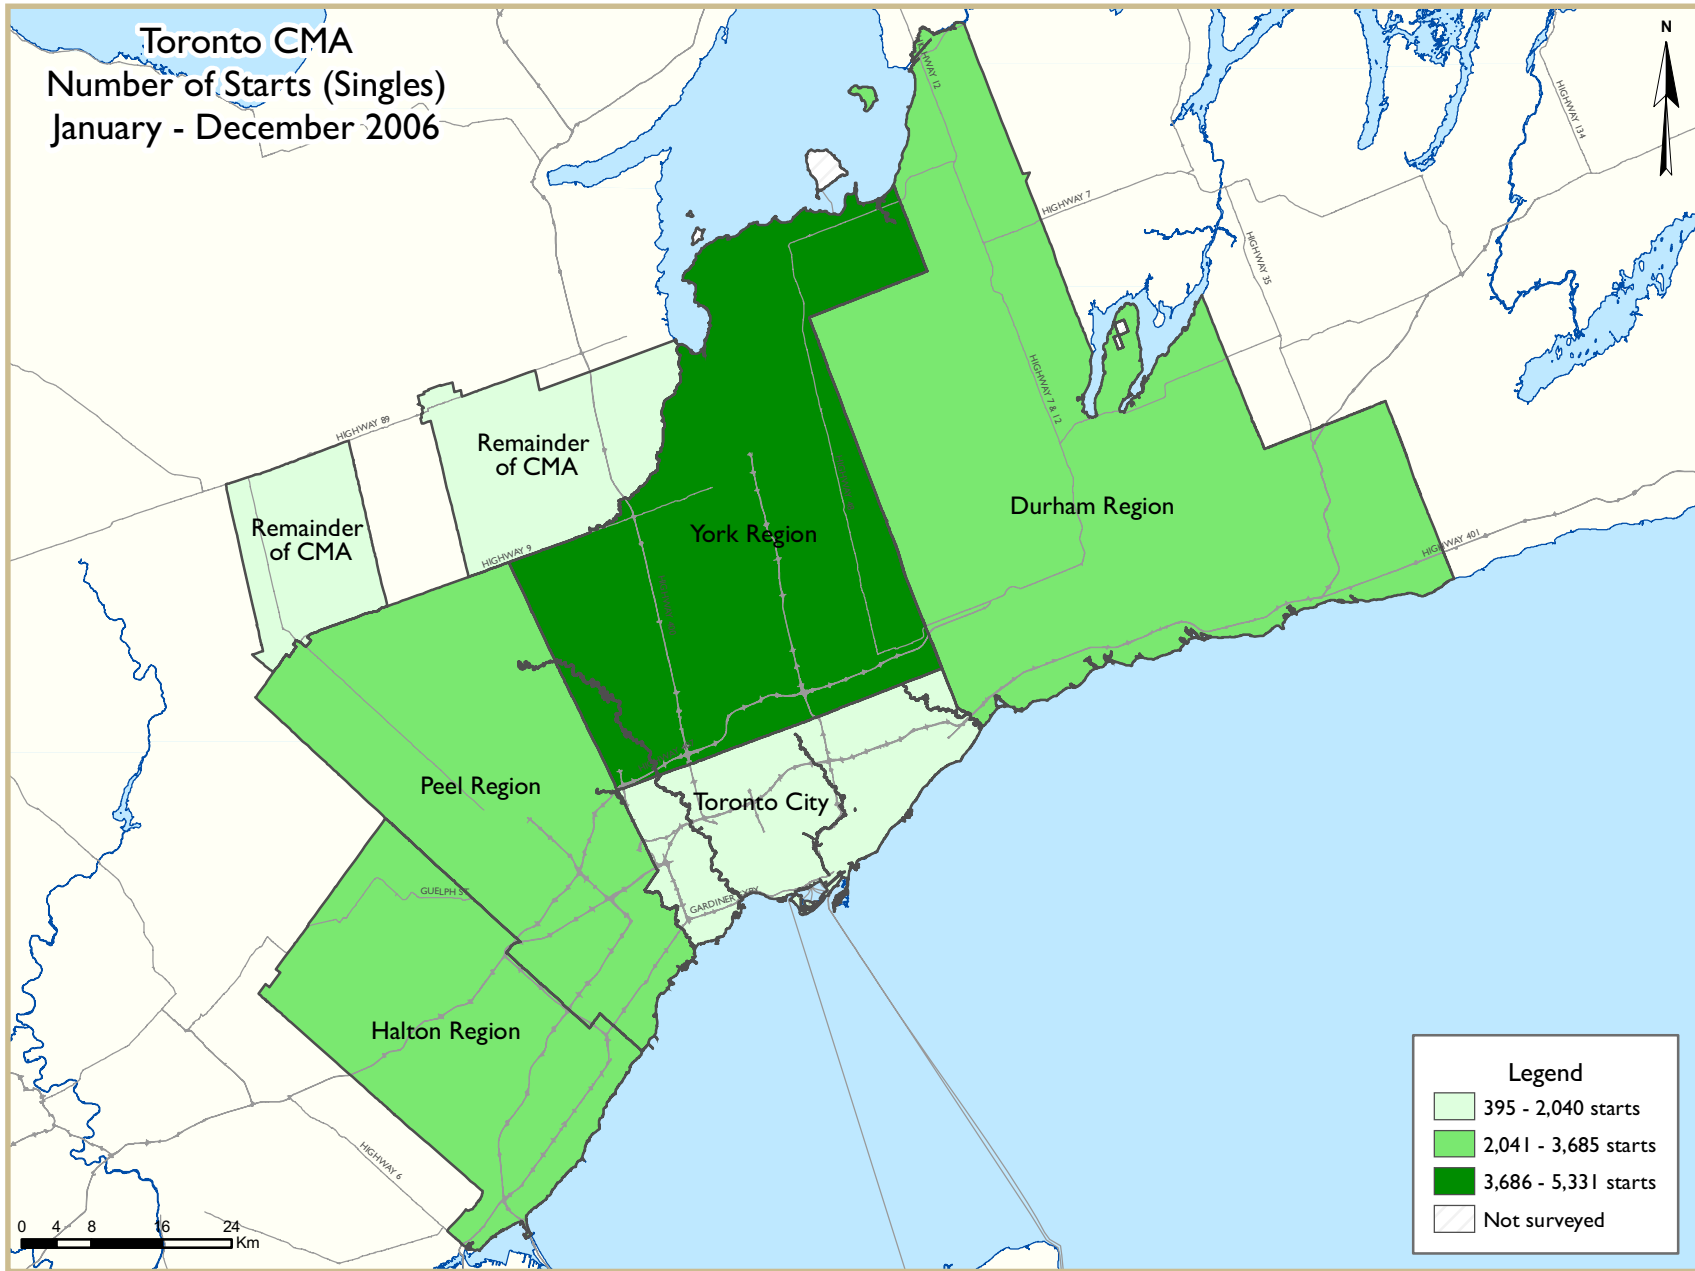 Toronto CMA
Number of Starts (Singles)
January - December 2006
N
HIGHWAY 12
HIGHWAY 134
HIGHWAY 7
HIGHWAY 35
HIGHWAY 7 & 12
HIGHWAY 89
Remainder
of CMA
Remainder
of CMA
HIGHWAY 9
York Region
Durham Region
HIGHWAY 401
Peel Region
Toronto City
GUELPH ST
GARDINER EXPY
Halton Region
HIGHWAY 6
Legend
395 - 2,040 starts
2,041 - 3,685 starts
3,686 - 5,331 starts
Not surveyed
0 4 8 16 24
Km